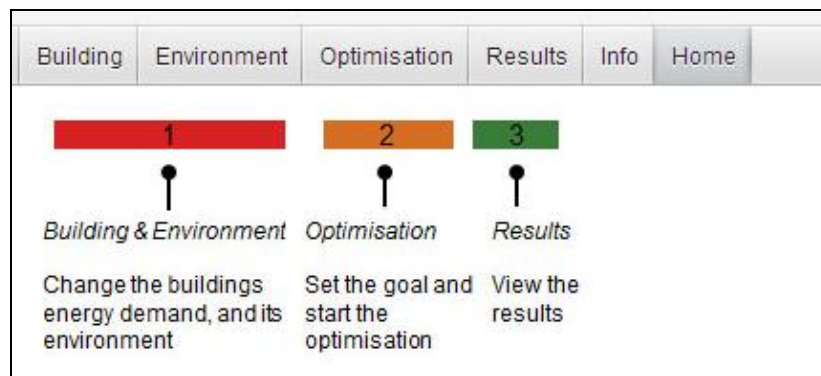 Building Environment Optimisation Results Info Home
1 2 3
Building & Environment Optimisation Results
Change the buildings Set the goal and View the
energy demand, and its start the results
environment optimisation